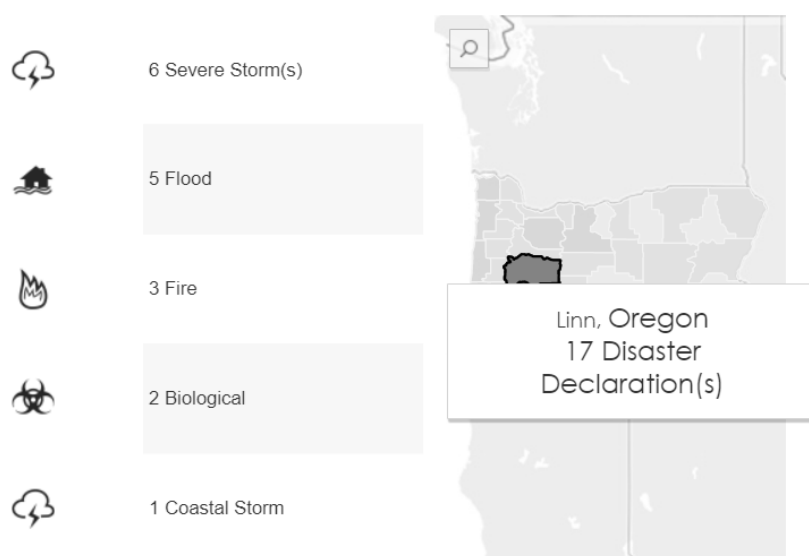 6 Severe Storm(s)
5 Flood
3 Fire
2 Biological
1 Coastal Storm
Linn, Oregon
17 Disaster
Declaration(s)